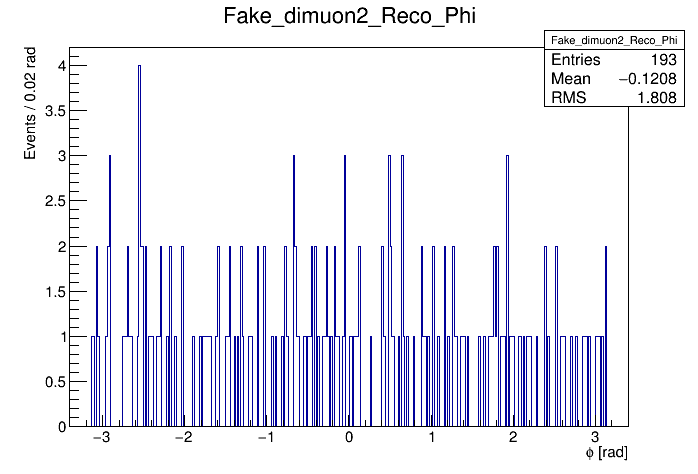 Fake_dimuon2_Reco_Phi
Fake_dimuon2_Reco_Phi
Entries 193
Mean −0.1208
RMS 1.808
Events / 0.02 rad
4
3.5
3
2.5
2
1.5
1
0.5
0
−3 −2 −1 0 1 2 3
ϕ [rad]